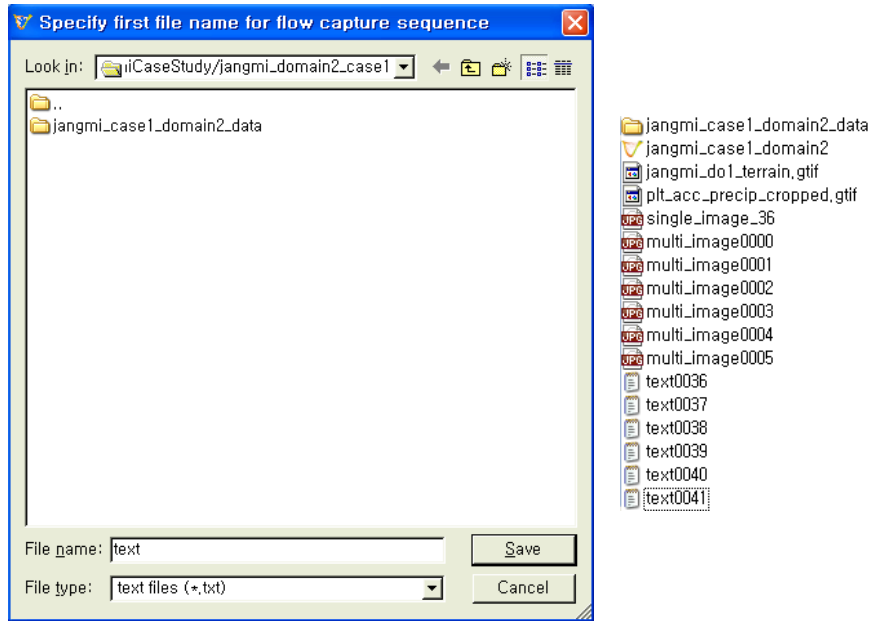 Specify first file name for flow capture sequence
Look in: iiCaseStudy/jangmi_domain2_case1
..
jangmi_case1_domain2_data
File name: text
Save
File type: text files (*.txt)
Cancel
jangmi_case1_domain2_data
jangmi_case1_domain2
jangmi_do1_terrain.gtif
plt_acc_precip_cropped.gtif
single_image_36
multi_image0000
multi_image0001
multi_image0002
multi_image0003
multi_image0004
multi_image0005
text0036
text0037
text0038
text0039
text0040
text0041